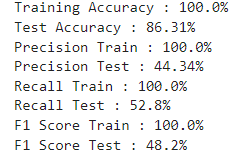 Training Accuracy : 100.0%
Test Accuracy : 86.31%
Precision Train : 100.0%
Precision Test : 44.34%
Recall Train : 100.0%
Recall Test : 52.8%
F1 Score Train : 100.0%
F1 Score Test : 48.2%